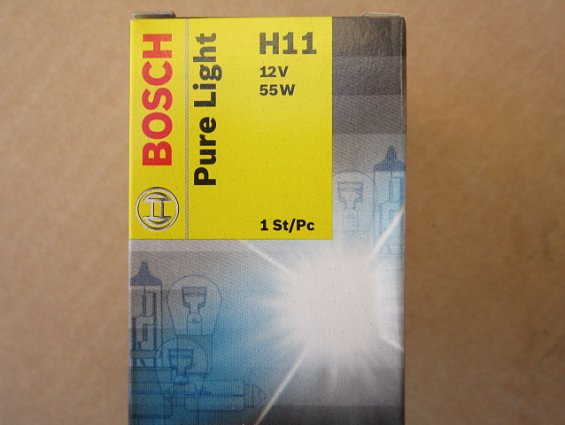 BOSCH
Pure Light
H11
12V
55W
1 St/Pc